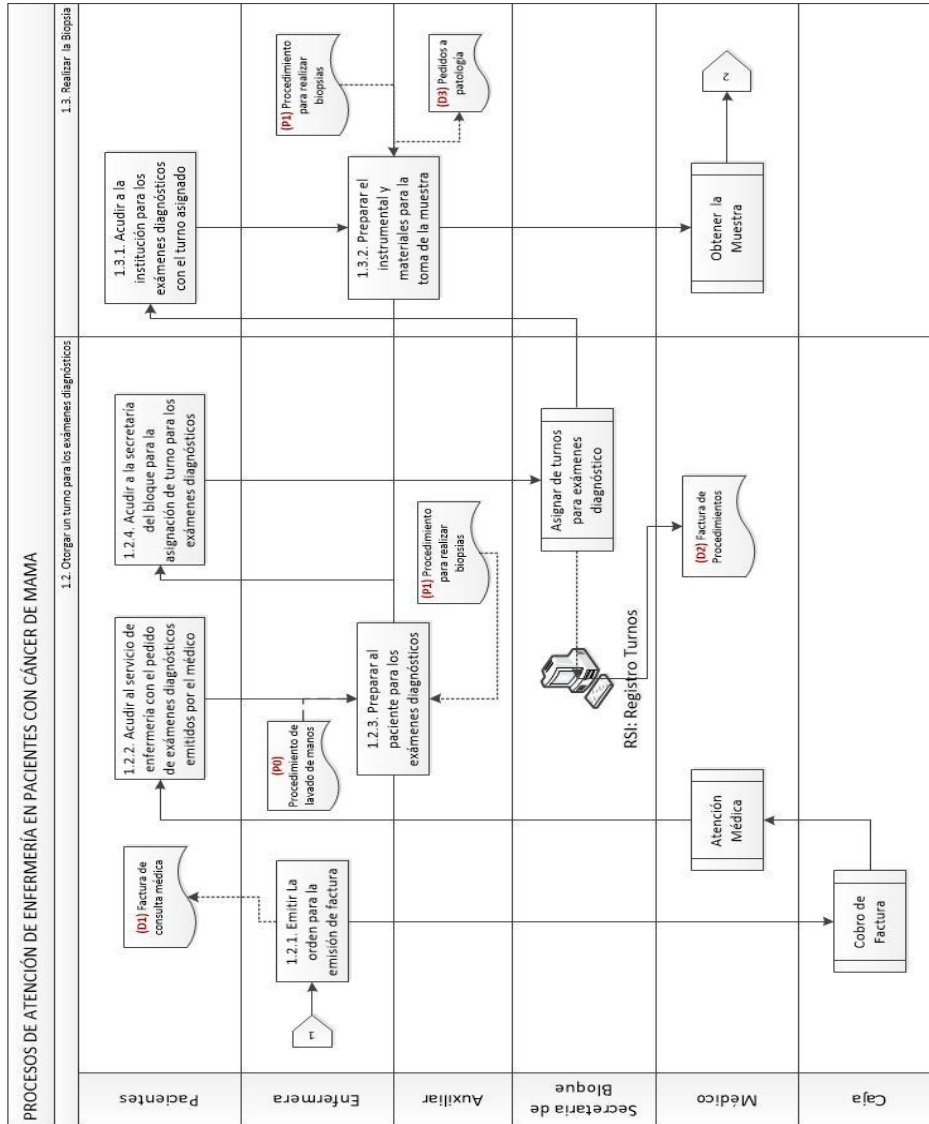 PROCESOS DE ATENCIÓN DE ENFERMERÍA EN PACIENTES CON CÁNCER DE MAMA
1.2. Otorgar un turno para los exámenes diagnósticos
1.3. Realizar la Biopsia
Pacientes
(D1) Factura de
consulta médica
1.2.2. Acudir al servicio de
enfermería con el pedido
de exámenes diagnósticos
emitidos por el médico
1.2.4. Acudir a la secretaría
del bloque para la
asignación de turno para los
exámenes diagnósticos
1.3.1. Acudir a la
institución para los
exámenes diagnósticos
con el turno asignado
Enfermera
1
1.2.1. Emitir La
orden para la
emisión de factura
(P0)
Procedimiento de
lavado de manos
1.2.3. Preparar al
paciente para los
exámenes diagnósticos
(P1) Procedimiento
para realizar
biopsias
1.3.2. Preparar el
instrumental y
materiales para la
toma de la muestra
Auxiliar
(P1) Procedimiento
para realizar
biopsias
(D3) Pedidos a
patología
Secretaria de
Bloque
RSI: Registro Turnos
Asignar de turnos
para exámenes
diagnóstico
Médico
Atención
Médica
(D2) Factura de
Procedimientos
Obtener la
Muestra
2
Caja
Cobro de
Factura